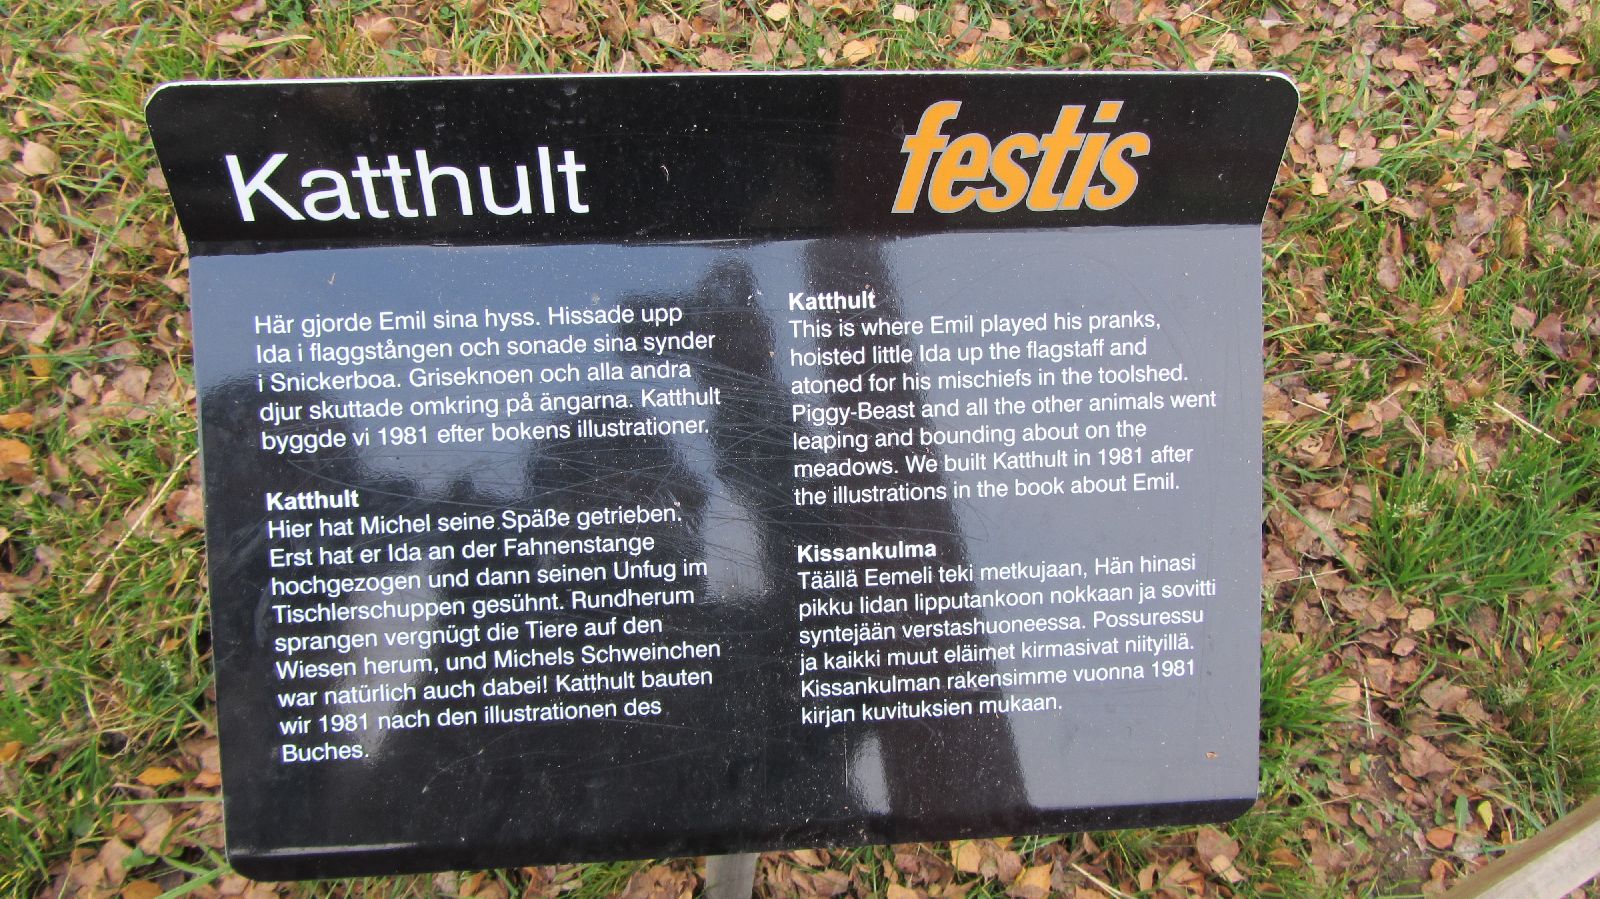 Katthult
festis
Här gjorde Emil sina hyss. Hissade upp
Ida i flaggstången och sonade sina synder
i Snickerboa. Griseknoen och alla andra
djur skuttade omkring på ängarna. Katthult
byggde vi 1981 efter bokens illustrationer.
Katthult
Hier hat Michel seine Späße getrieben.
Erst hat er Ida an der Fahnenstange
hochgezogen und dann seinen Unfug im
Tischlerschuppen gesühnt. Rundherum
sprangen vergnügt die Tiere auf den
Wiesen herum, und Michels Schweinchen
war natürlich auch dabei! Katthult bauten
wir 1981 nach den illustrationen des
Buches.
Katthult
This is where Emil played his pranks,
hoisted little Ida up the flagstaff and
atoned for his mischiefs in the toolshed.
Piggy-Beast and all the other animals went
leaping and bounding about on the
meadows. We built Katthult in 1981 after
the illustrations in the book about Emil.
Kissankulma
Täällä Eemeli teki metkujaan, Hän hinasi
pikku Iidan lipputankoon nokkaan ja sovitti
syntejään verstashuoneessa. Possuressu
ja kaikki muut eläimet kirmasivat niityillä.
Kissankulman rakensimme vuonna 1981
kirjan kuvituksien mukaan.